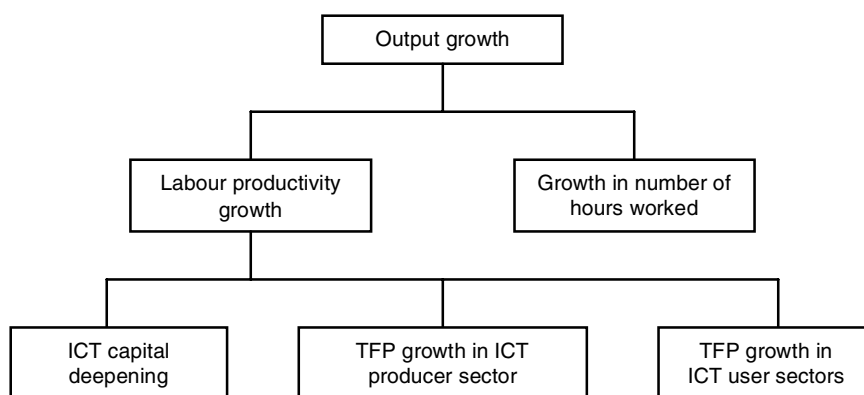 Output growth
Labour productivity
growth
Growth in number of
hours worked
ICT capital
deepening
TFP growth in ICT
producer sector
TFP growth in
ICT user sectors